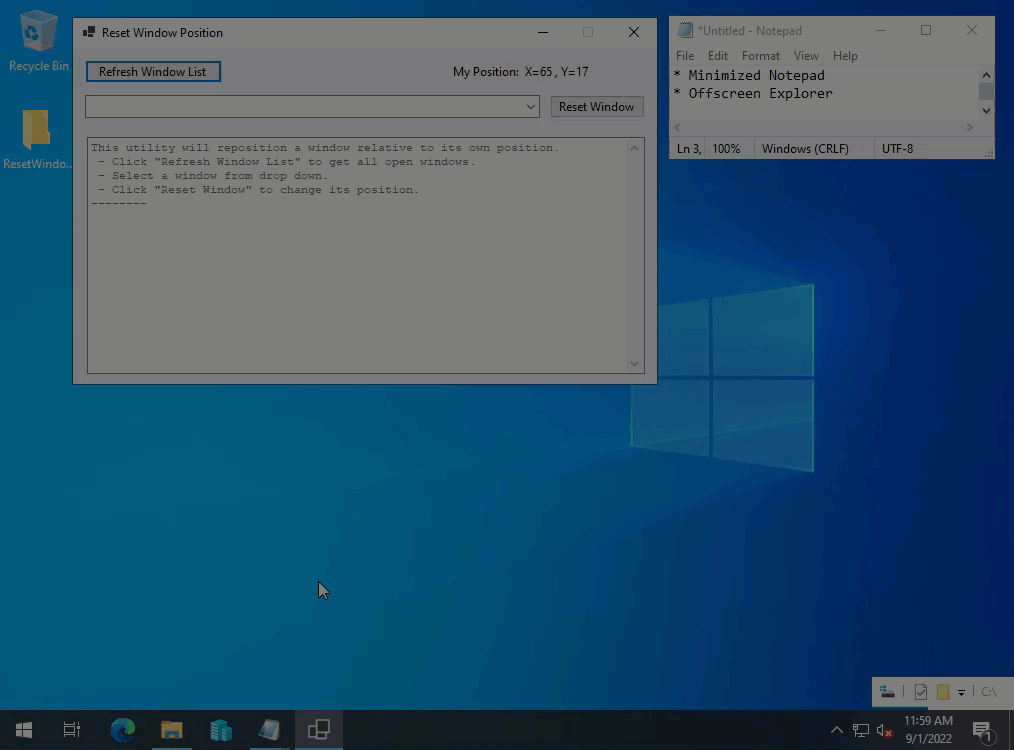 Recycle Bin
ResetWindo...
Reset Window Position
Refresh Window List
My Position: X=65 , Y=17
Reset Window
This utility will reposition a window relative to its own position.
- Click "Refresh Window List" to get all open windows.
- Select a window from drop down.
- Click "Reset Window" to change its position.
--------
*Untitled - Notepad
File Edit Format View Help
* Minimized Notepad
* Offscreen Explorer
Ln 3, 100% Windows (CRLF) UTF-8
C:\
11:59 AM
9/1/2022
1